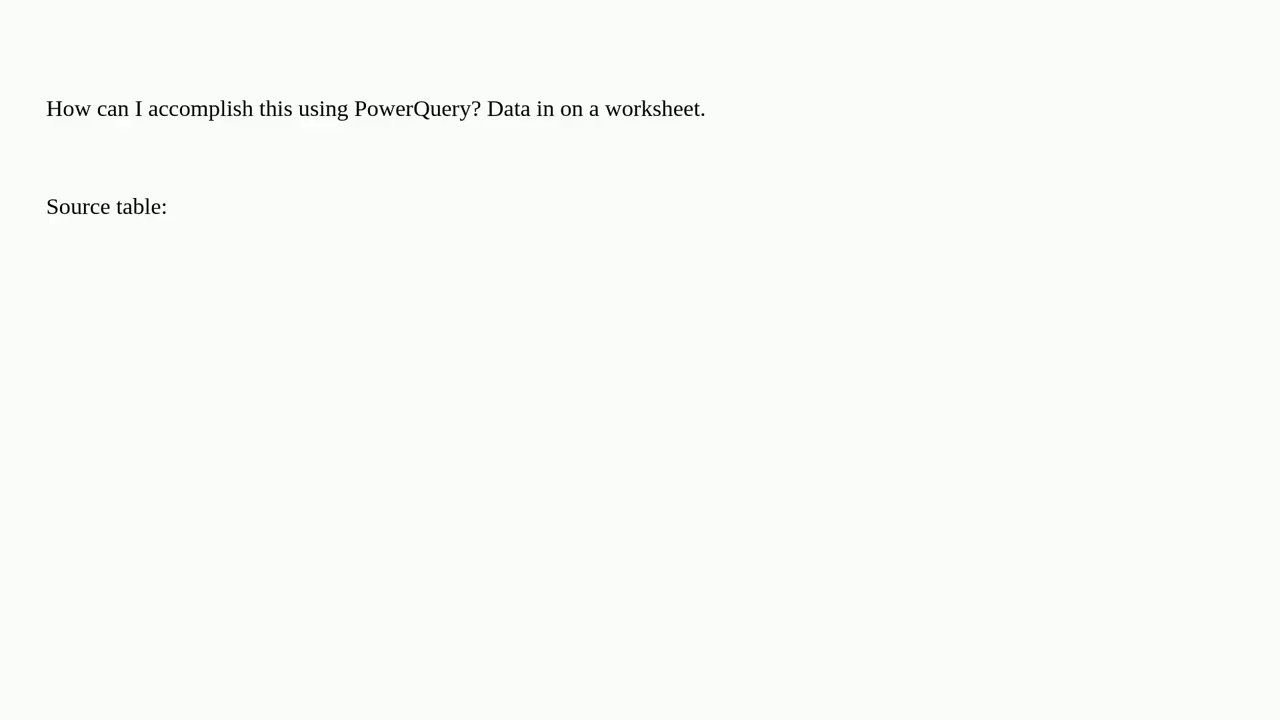 How can I accomplish this using PowerQuery? Data in on a worksheet.
Source table: